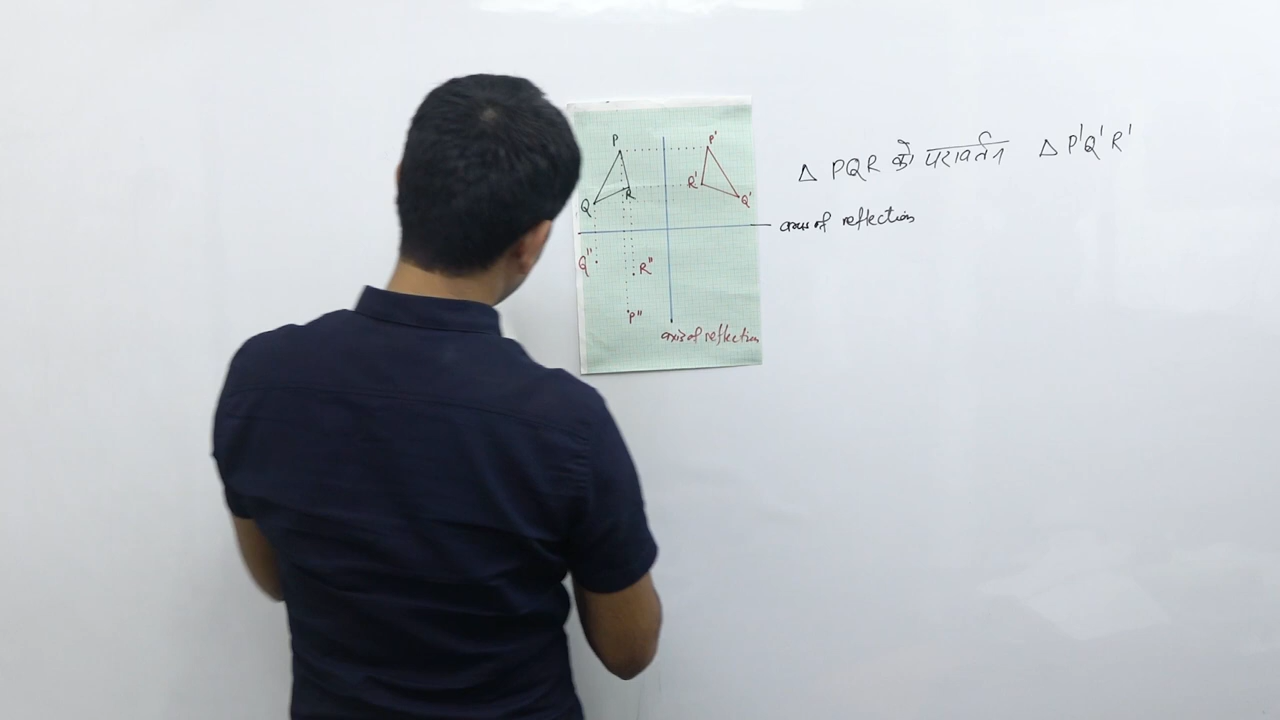 P P'
R R'
Q Q'
Q'' R''
P''
axis of reflection
Δ PQR को परावर्तन Δ P'Q'R'
axis of reflection